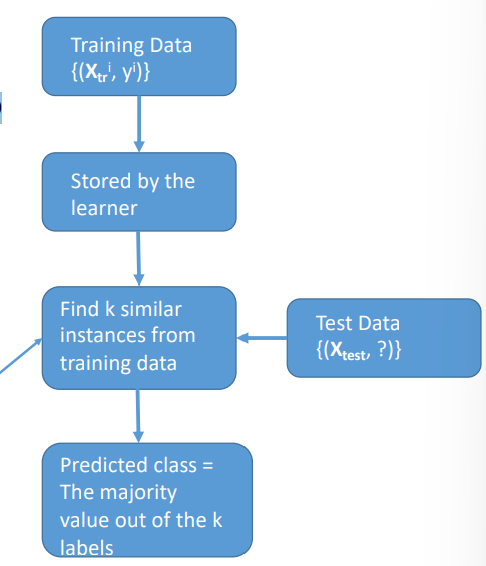 Training Data
{(Xtrⁱ, yⁱ)}
Stored by the
learner
Find k similar
instances from
training data
Test Data
{(Xtest, ?)}
Predicted class =
The majority
value out of the k
labels